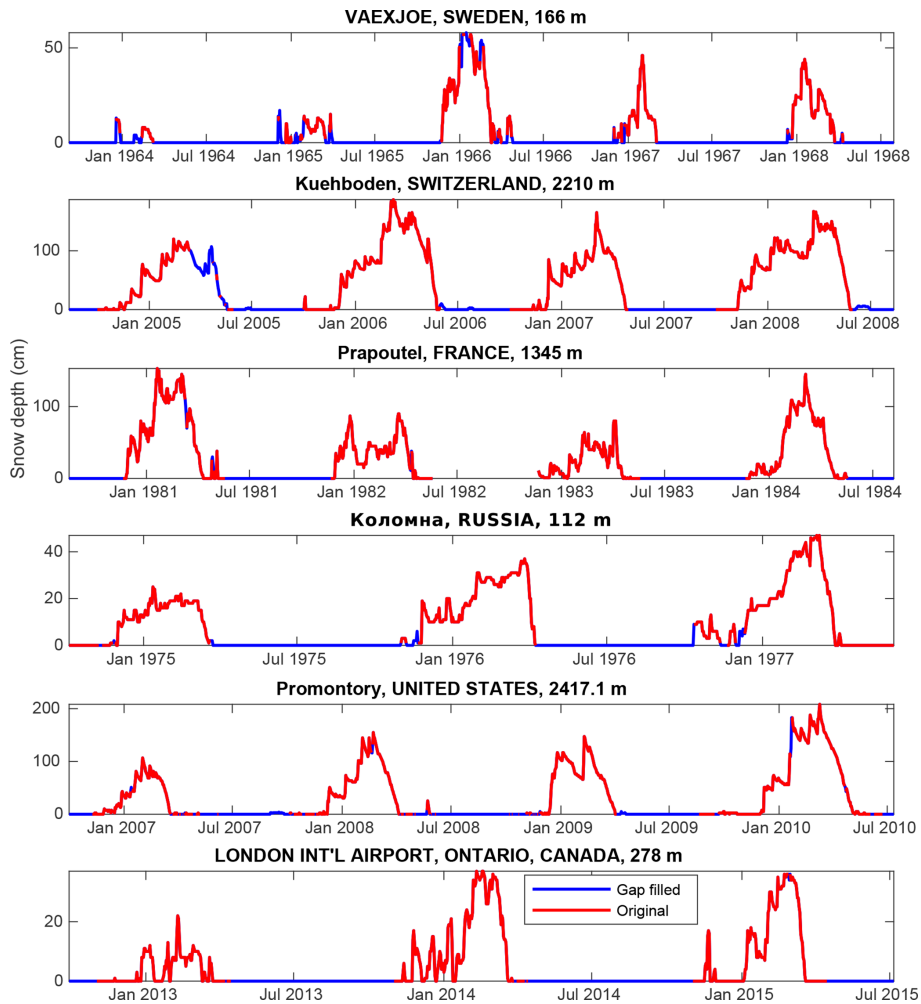 VAEXJOE, SWEDEN, 166 m
50
0
Jan 1964 Jul 1964 Jan 1965 Jul 1965 Jan 1966 Jul 1966 Jan 1967 Jul 1967 Jan 1968 Jul 1968
Kuehboden, SWITZERLAND, 2210 m
100
0
Jan 2005 Jul 2005 Jan 2006 Jul 2006 Jan 2007 Jul 2007 Jan 2008 Jul 2008
Prapoutel, FRANCE, 1345 m
Snow depth (cm)
100
0
Jan 1981 Jul 1981 Jan 1982 Jul 1982 Jan 1983 Jul 1983 Jan 1984 Jul 1984
Коломна, RUSSIA, 112 m
40
20
0
Jan 1975 Jul 1975 Jan 1976 Jul 1976 Jan 1977
Promontory, UNITED STATES, 2417.1 m
200
100
0
Jan 2007 Jul 2007 Jan 2008 Jul 2008 Jan 2009 Jul 2009 Jan 2010 Jul 2010
LONDON INT'L AIRPORT, ONTARIO, CANADA, 278 m
Gap filled
Original
20
0
Jan 2013 Jul 2013 Jan 2014 Jul 2014 Jan 2015 Jul 2015